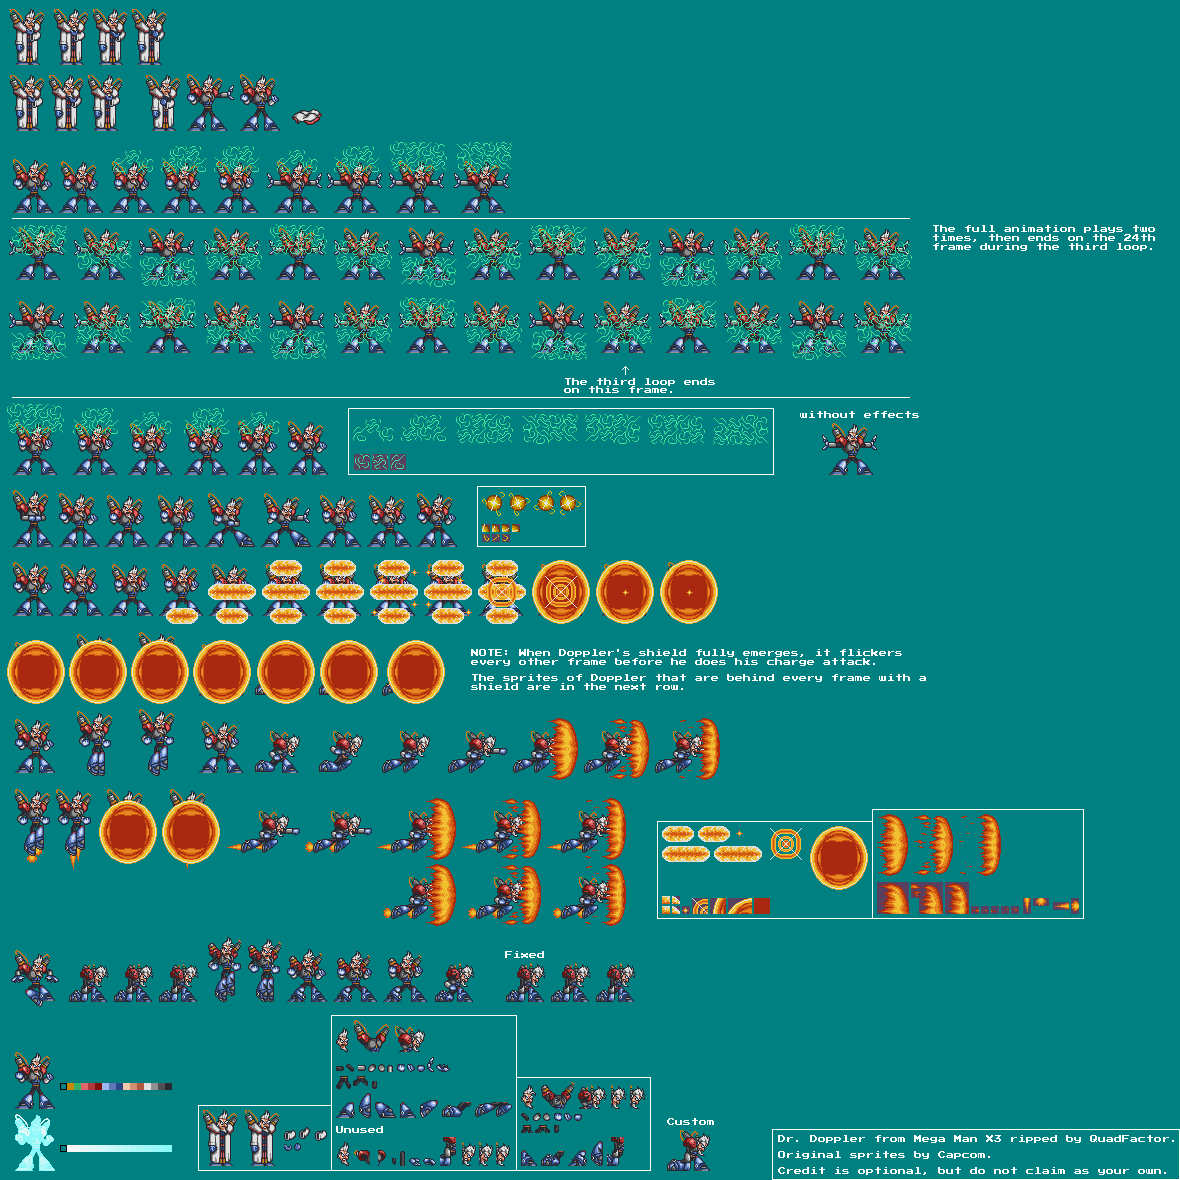 The full animation plays two
times, then ends on the 24th
frame during the third loop.
The third loop ends
on this frame.
without effects
NOTE: When Doppler's shield fully emerges, it flickers
every other frame before he does his charge attack.
The sprites of Doppler that are behind every frame with a
shield are in the next row.
Fixed
Unused
Custom
Dr. Doppler from Mega Man X3 ripped by QuadFactor.
Original sprites by Capcom.
Credit is optional, but do not claim as your own.